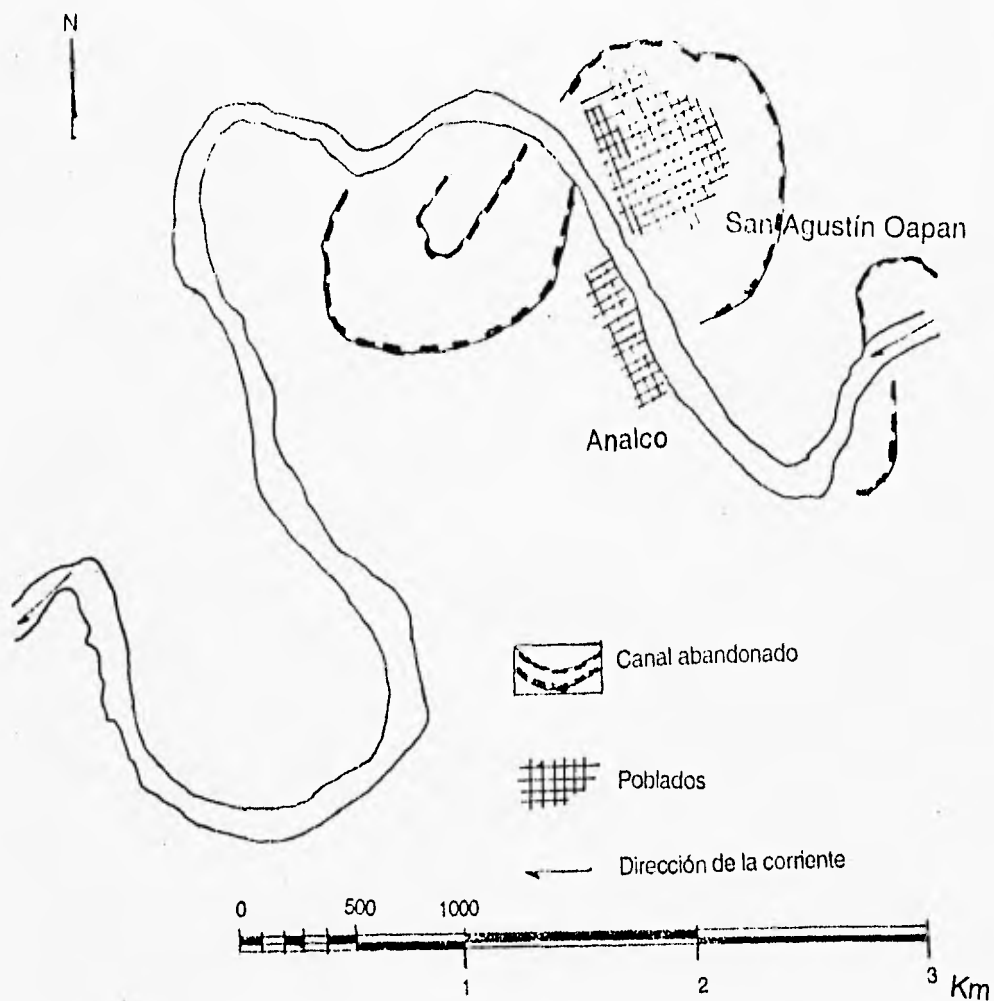 N
San Agustín Oapan
Analco
Canal abandonado
Poblados
Dirección de la corriente
0 500 1000
1 2 3 Km